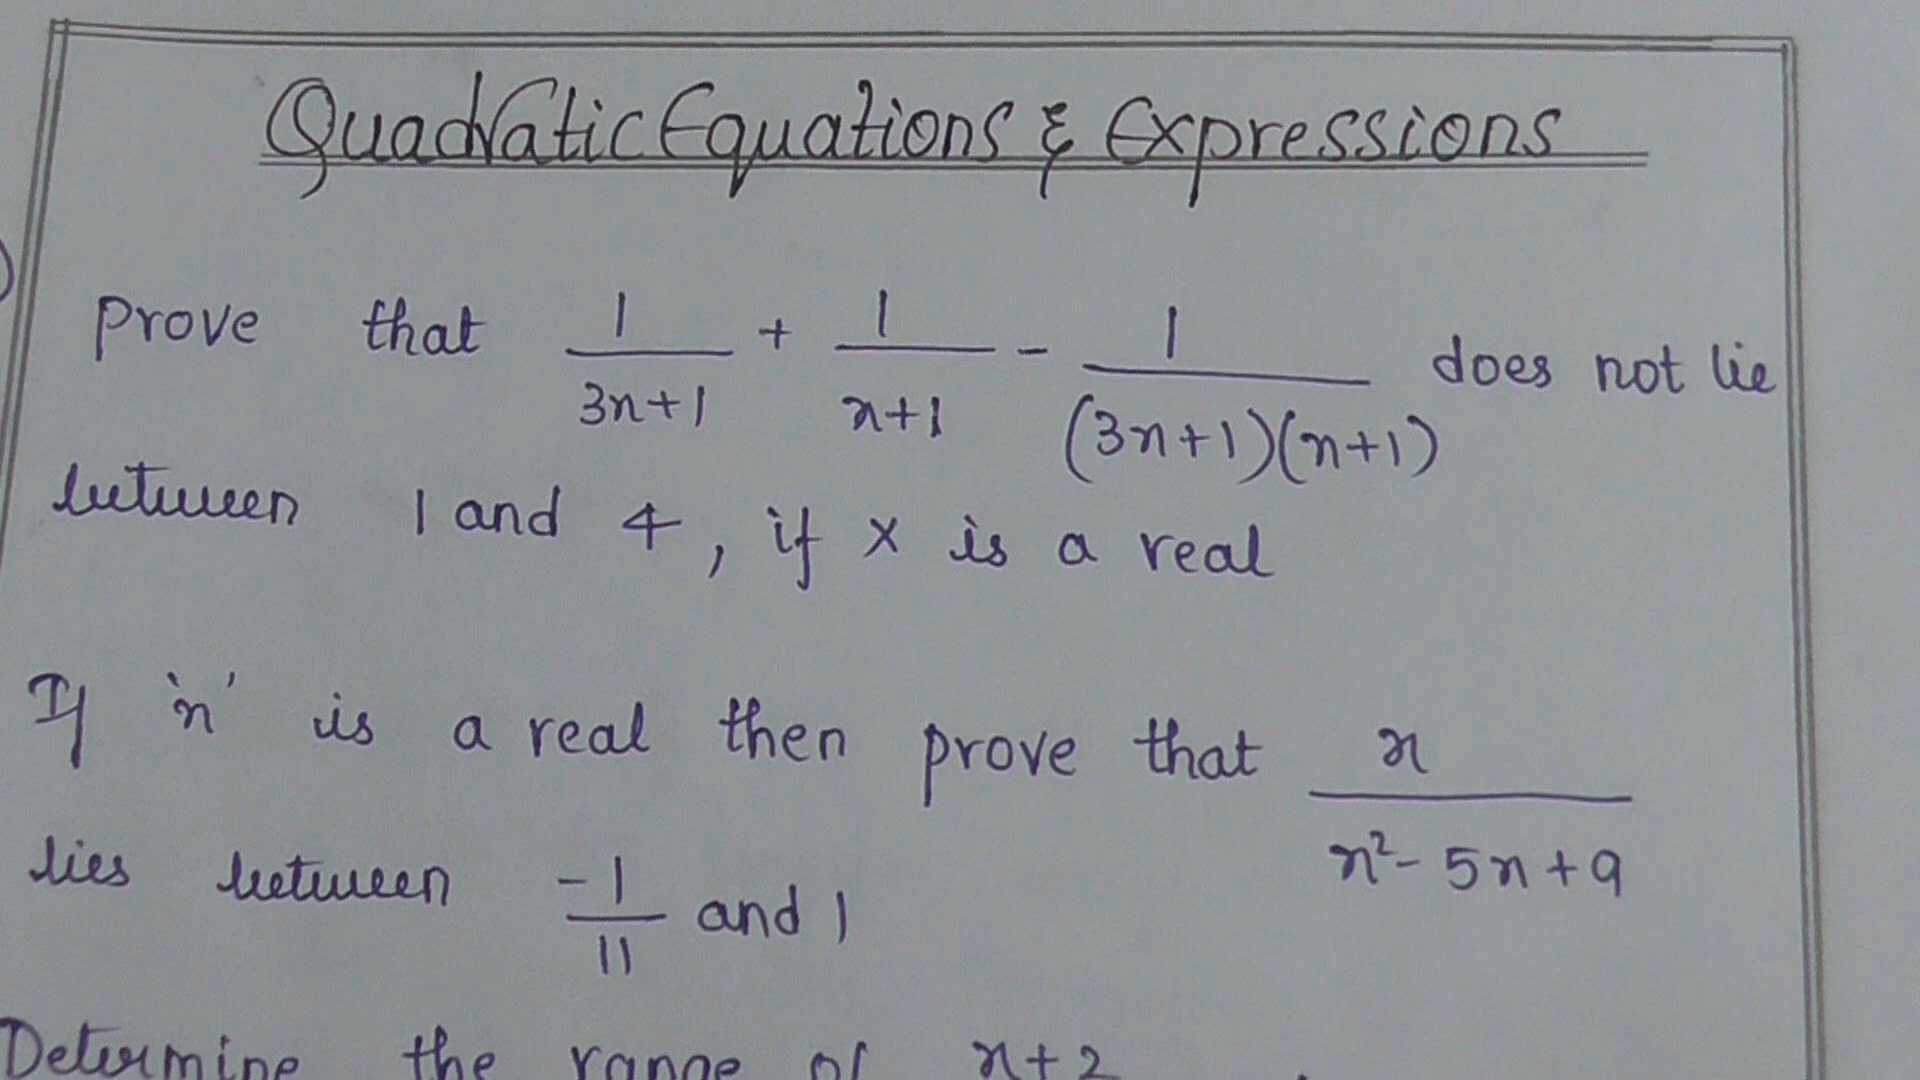 Quadratic Equations & Expressions
Prove that 1/(3x+1) + 1/(x+1) - 1/((3x+1)(x+1)) does not lie
between 1 and 4, if x is a real
If 'x' is a real then prove that x/(x²-5x+9)
lies between -1/11 and 1
Determine the range of x+2